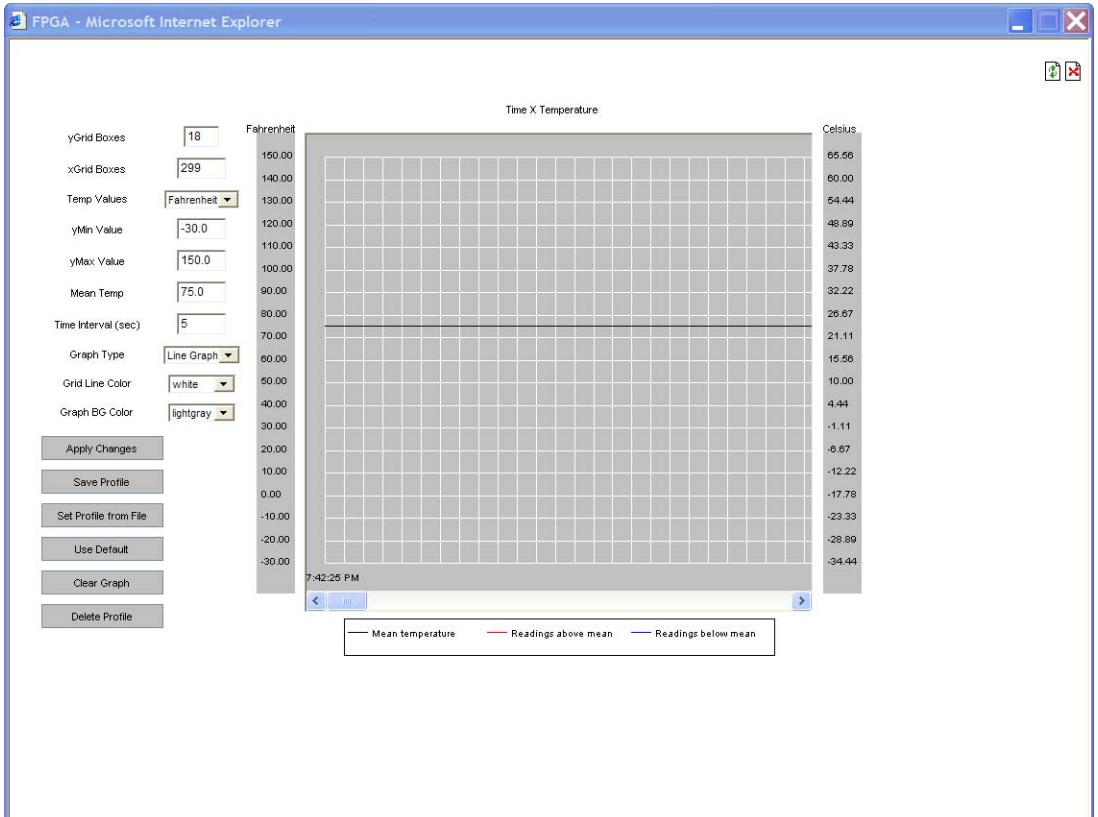 FPGA - Microsoft Internet Explorer
Time X Temperature
yGrid Boxes 18
xGrid Boxes 299
Temp Values Fahrenheit
yMin Value -30.0
yMax Value 150.0
Mean Temp 75.0
Time Interval (sec) 5
Graph Type Line Graph
Grid Line Color white
Graph BG Color lightgray
Apply Changes
Save Profile
Set Profile from File
Use Default
Clear Graph
Delete Profile
Fahrenheit
150.00
140.00
130.00
120.00
110.00
100.00
90.00
80.00
70.00
60.00
50.00
40.00
30.00
20.00
10.00
0.00
-10.00
-20.00
-30.00
7:42:25 PM
Celsius
65.56
60.00
54.44
48.89
43.33
37.78
32.22
26.67
21.11
15.56
10.00
4.44
-1.11
-6.67
-12.22
-17.78
-23.33
-28.89
-34.44
Mean temperature Readings above mean Readings below mean